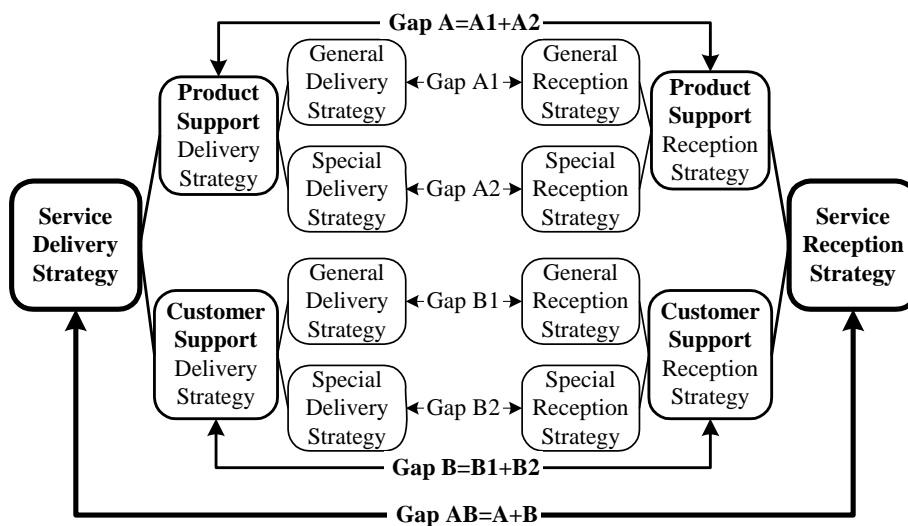 Gap A=A1+A2
General
Delivery
Strategy
Gap A1
General
Reception
Strategy
Product
Support
Delivery
Strategy
Product
Support
Reception
Strategy
Special
Delivery
Strategy
Gap A2
Special
Reception
Strategy
Service
Delivery
Strategy
Service
Reception
Strategy
General
Delivery
Strategy
Gap B1
General
Reception
Strategy
Customer
Support
Delivery
Strategy
Customer
Support
Reception
Strategy
Special
Delivery
Strategy
Gap B2
Special
Reception
Strategy
Gap B=B1+B2
Gap AB=A+B